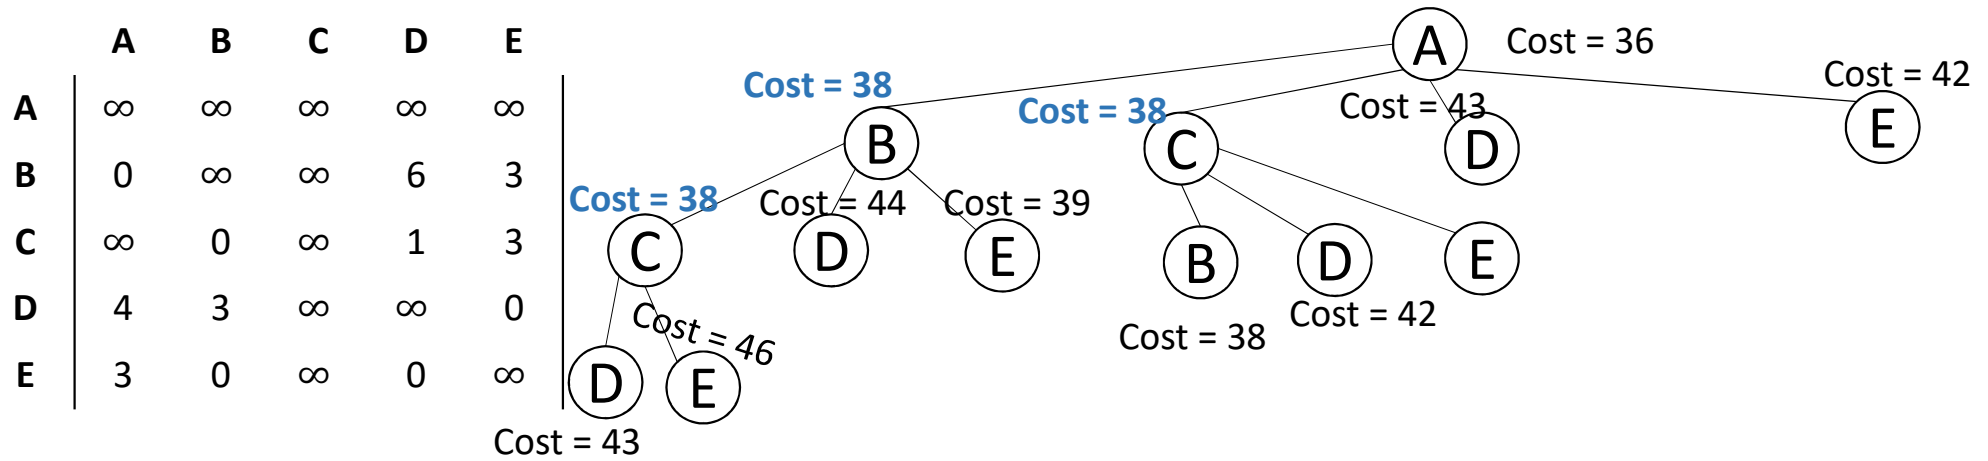 A B C D E
A ∞ ∞ ∞ ∞ ∞
B 0 ∞ ∞ 6 3
C ∞ 0 ∞ 1 3
D 4 3 ∞ ∞ 0
E 3 0 ∞ 0 ∞
A Cost = 36
Cost = 38
Cost = 38
Cost = 43
Cost = 42
B
C
D
E
Cost = 38
Cost = 44
Cost = 39
C
D
E
B
D
E
Cost = 38
Cost = 42
Cost = 46
D
E
Cost = 43